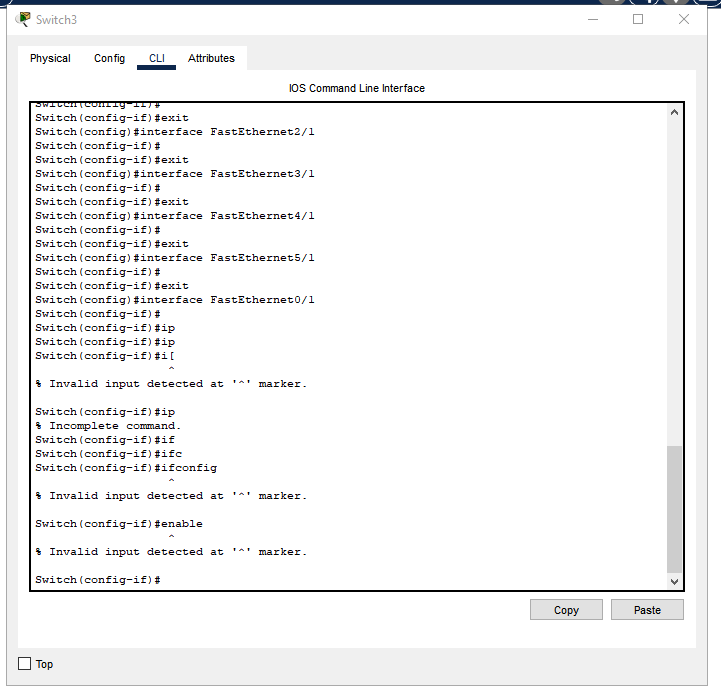 Switch3
Physical Config CLI Attributes
IOS Command Line Interface
Switch(config-if)#
Switch(config-if)#exit
Switch(config)#interface FastEthernet2/1
Switch(config-if)#
Switch(config-if)#exit
Switch(config)#interface FastEthernet3/1
Switch(config-if)#
Switch(config-if)#exit
Switch(config)#interface FastEthernet4/1
Switch(config-if)#
Switch(config-if)#exit
Switch(config)#interface FastEthernet5/1
Switch(config-if)#
Switch(config-if)#exit
Switch(config)#interface FastEthernet0/1
Switch(config-if)#
Switch(config-if)#ip
Switch(config-if)#ip
Switch(config-if)#i[
^
% Invalid input detected at '^' marker.
Switch(config-if)#ip
% Incomplete command.
Switch(config-if)#if
Switch(config-if)#ifc
Switch(config-if)#ifconfig
^
% Invalid input detected at '^' marker.
Switch(config-if)#enable
^
% Invalid input detected at '^' marker.
Switch(config-if)#
Copy Paste
Top